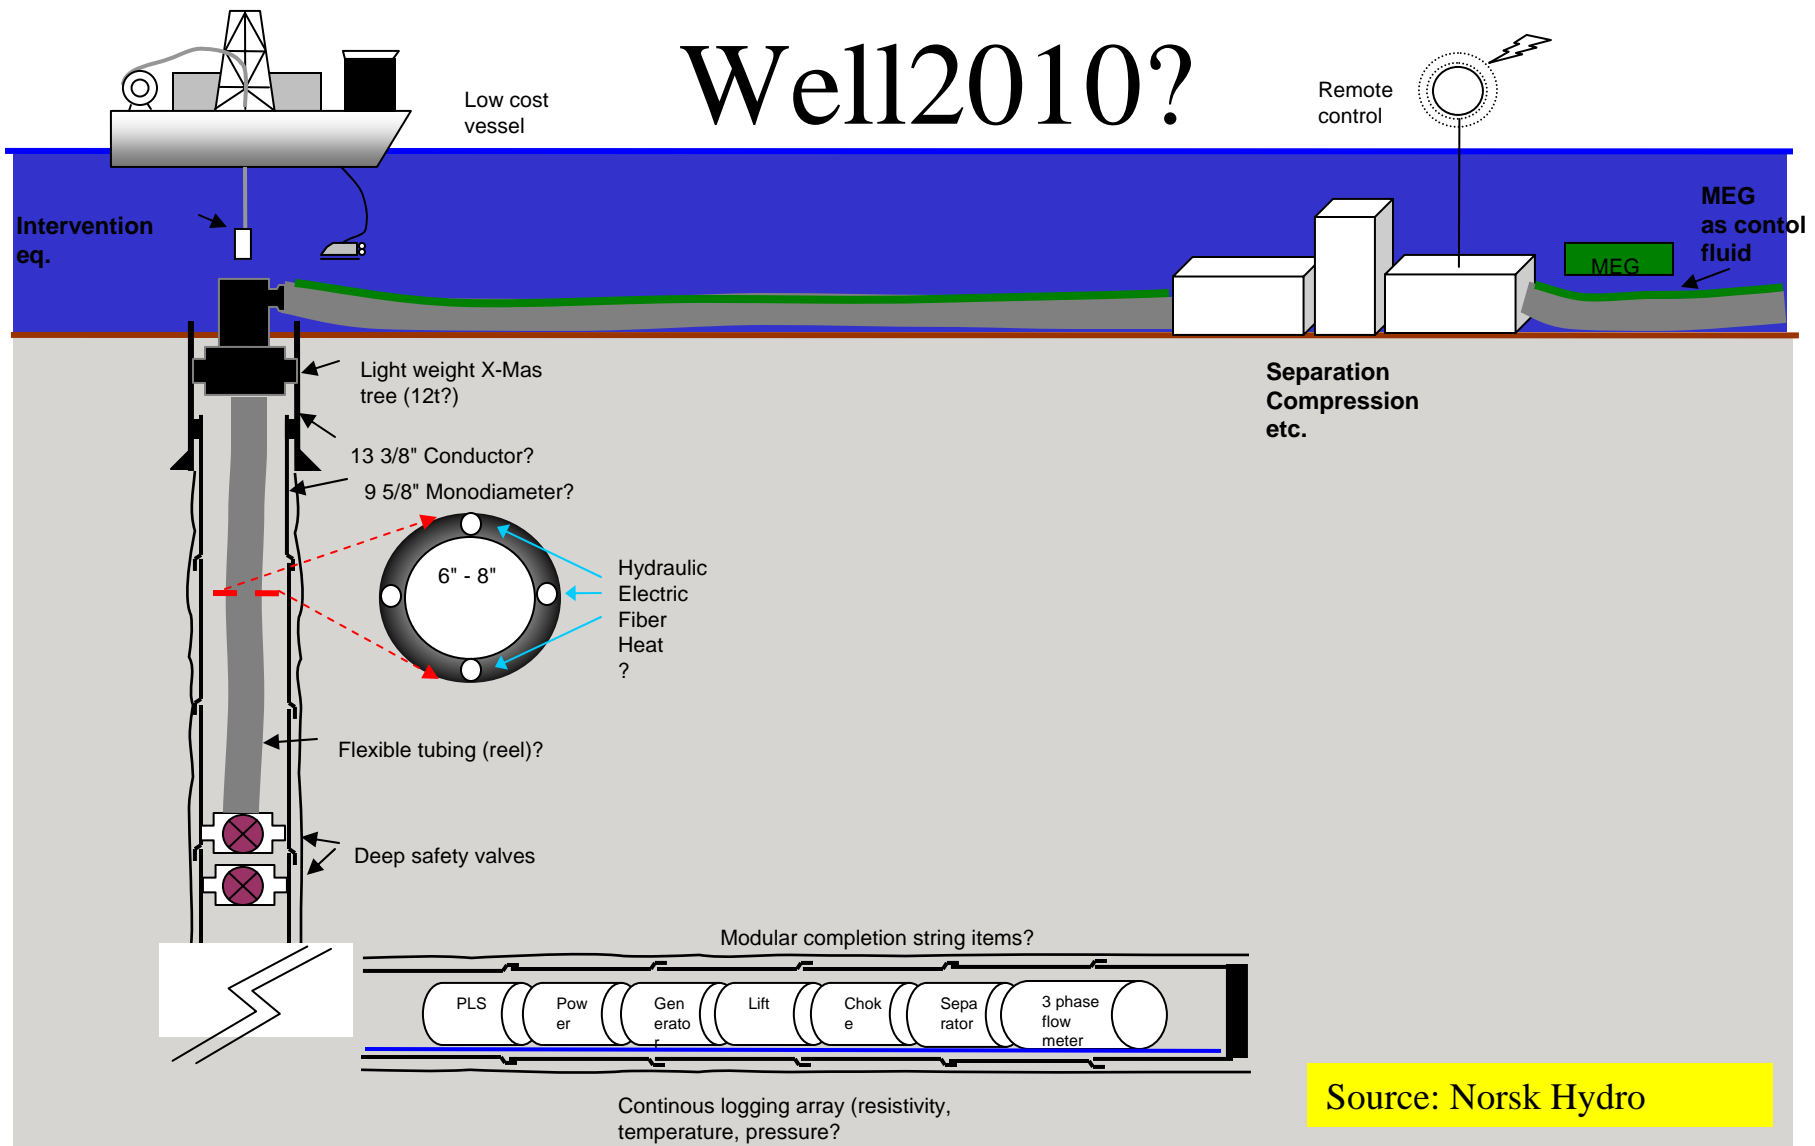 Well2010?
Low cost
vessel
Remote
control
Intervention
eq.
MEG
as contol
fluid
MEG
Light weight X-Mas
tree (12t?)
Separation
Compression
etc.
13 3/8" Conductor?
9 5/8" Monodiameter?
6" - 8"
Hydraulic
Electric
Fiber
Heat
?
Flexible tubing (reel)?
Deep safety valves
Modular completion string items?
PLS
Pow
er
Gen
erato
r
Lift
Chok
e
Sepa
rator
3 phase
flow
meter
Continous logging array (resistivity,
temperature, pressure?
Source: Norsk Hydro